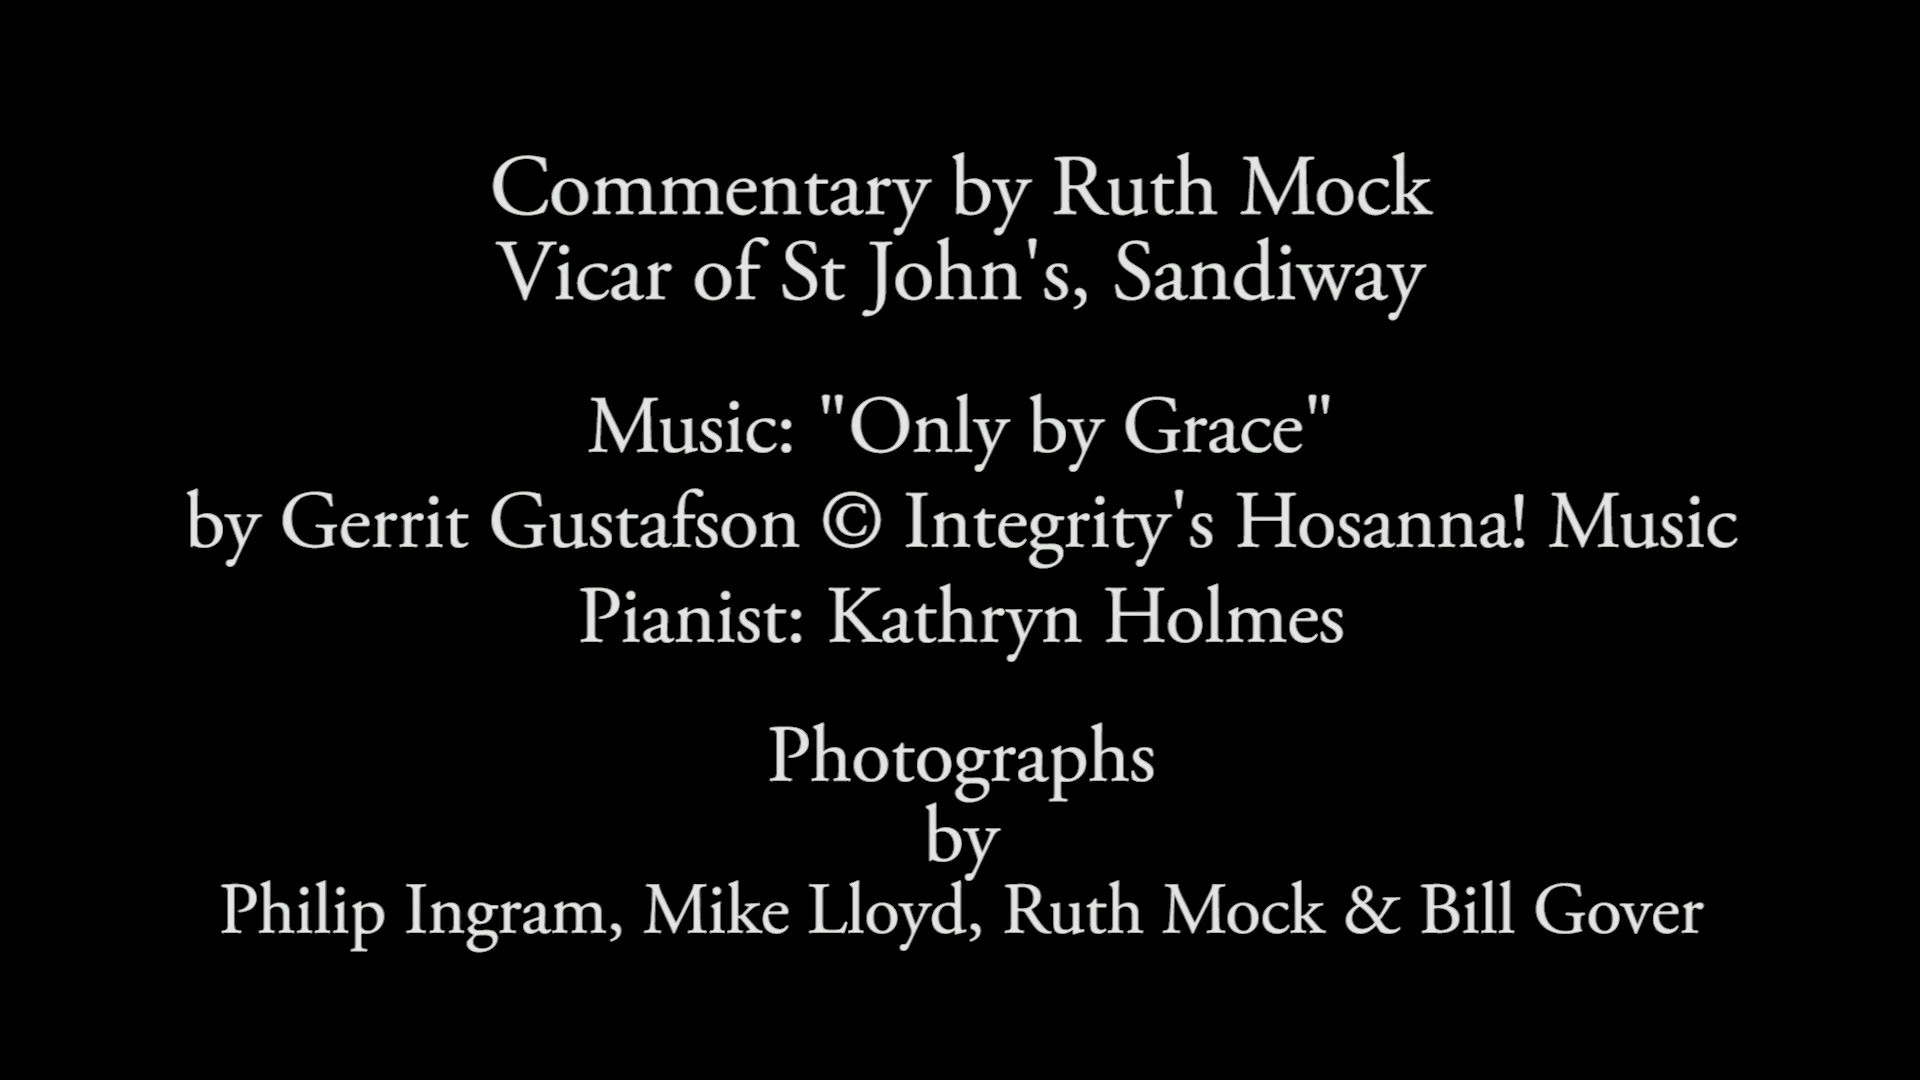 Commentary by Ruth Mock
Vicar of St John's, Sandiway
Music: "Only by Grace"
by Gerrit Gustafson © Integrity's Hosanna! Music
Pianist: Kathryn Holmes
Photographs
by
Philip Ingram, Mike Lloyd, Ruth Mock & Bill Gover